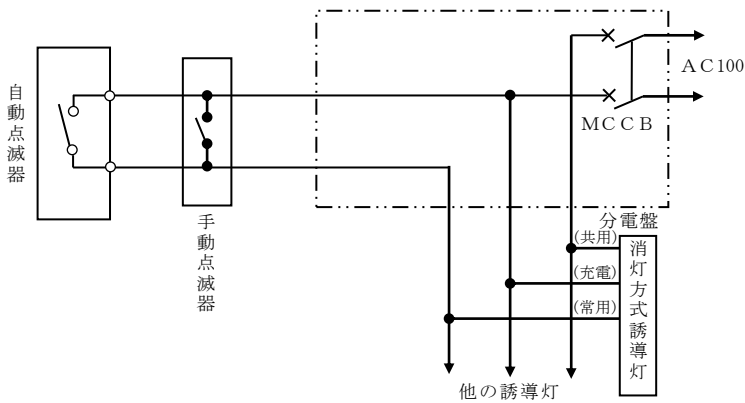 自動点滅器
手動点滅器
AC100
MCCB
分電盤
(共用)
(充電)
(常用)
消灯方式誘導灯
他の誘導灯